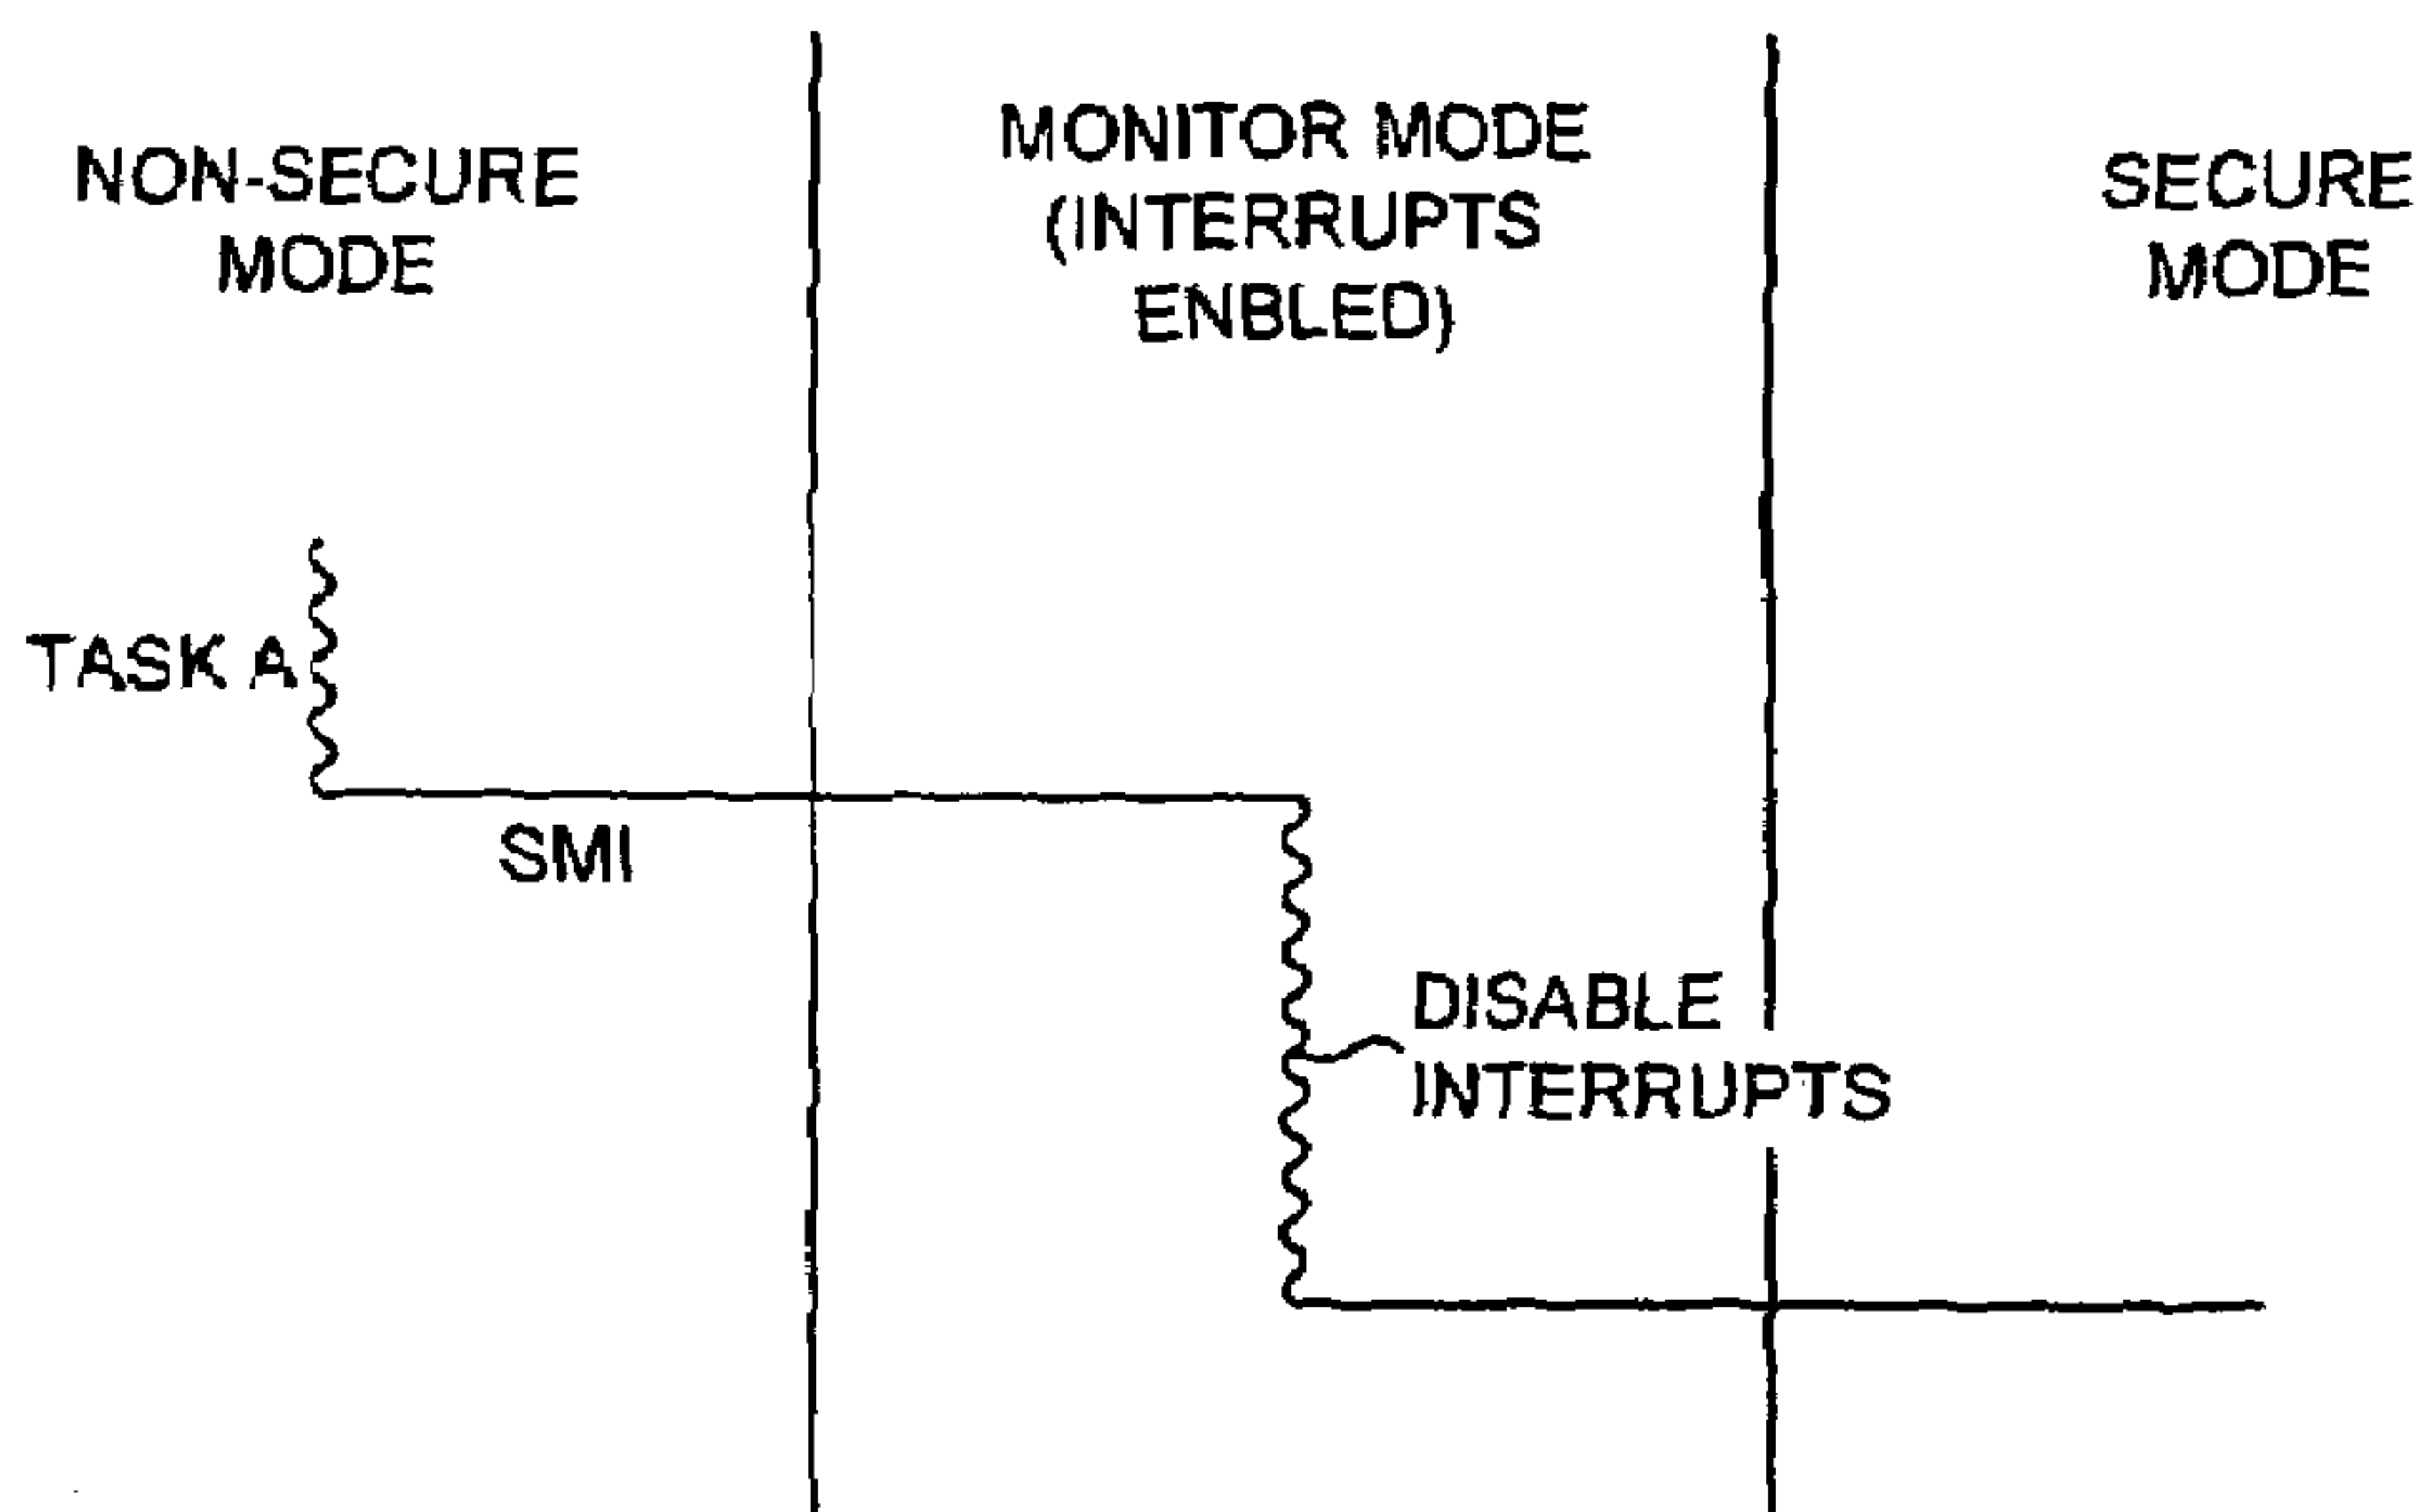 NON-SECURE
MODE
MONITOR MODE
(INTERRUPTS
ENBLED)
SECURE
MODE
TASK A
SMI
DISABLE
INTERRUPTS